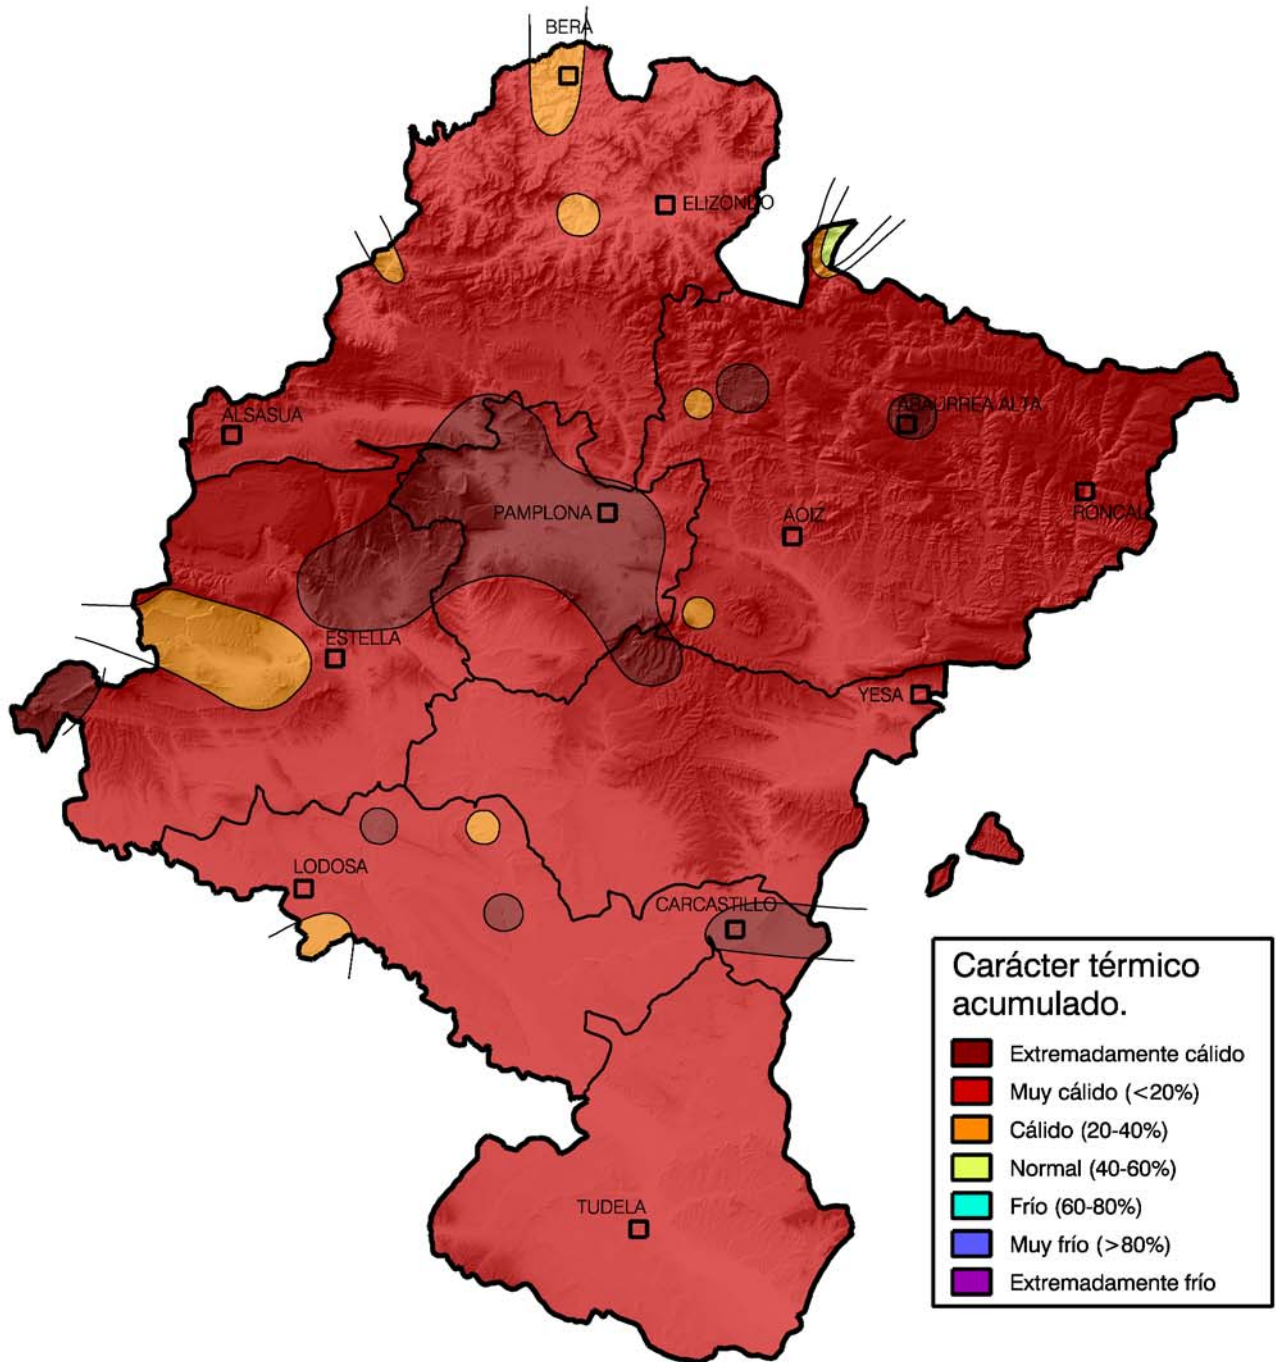 BERA
ELIZONDO
ALSASUA
ABAURREA ALTA
PAMPLONA
AOIZ
RONCAL
ESTELLA
YESA
LODOSA
CARCASTILLO
TUDELA
Carácter térmico
acumulado.
Extremadamente cálido
Muy cálido (<20%)
Cálido (20-40%)
Normal (40-60%)
Frío (60-80%)
Muy frío (>80%)
Extremadamente frío